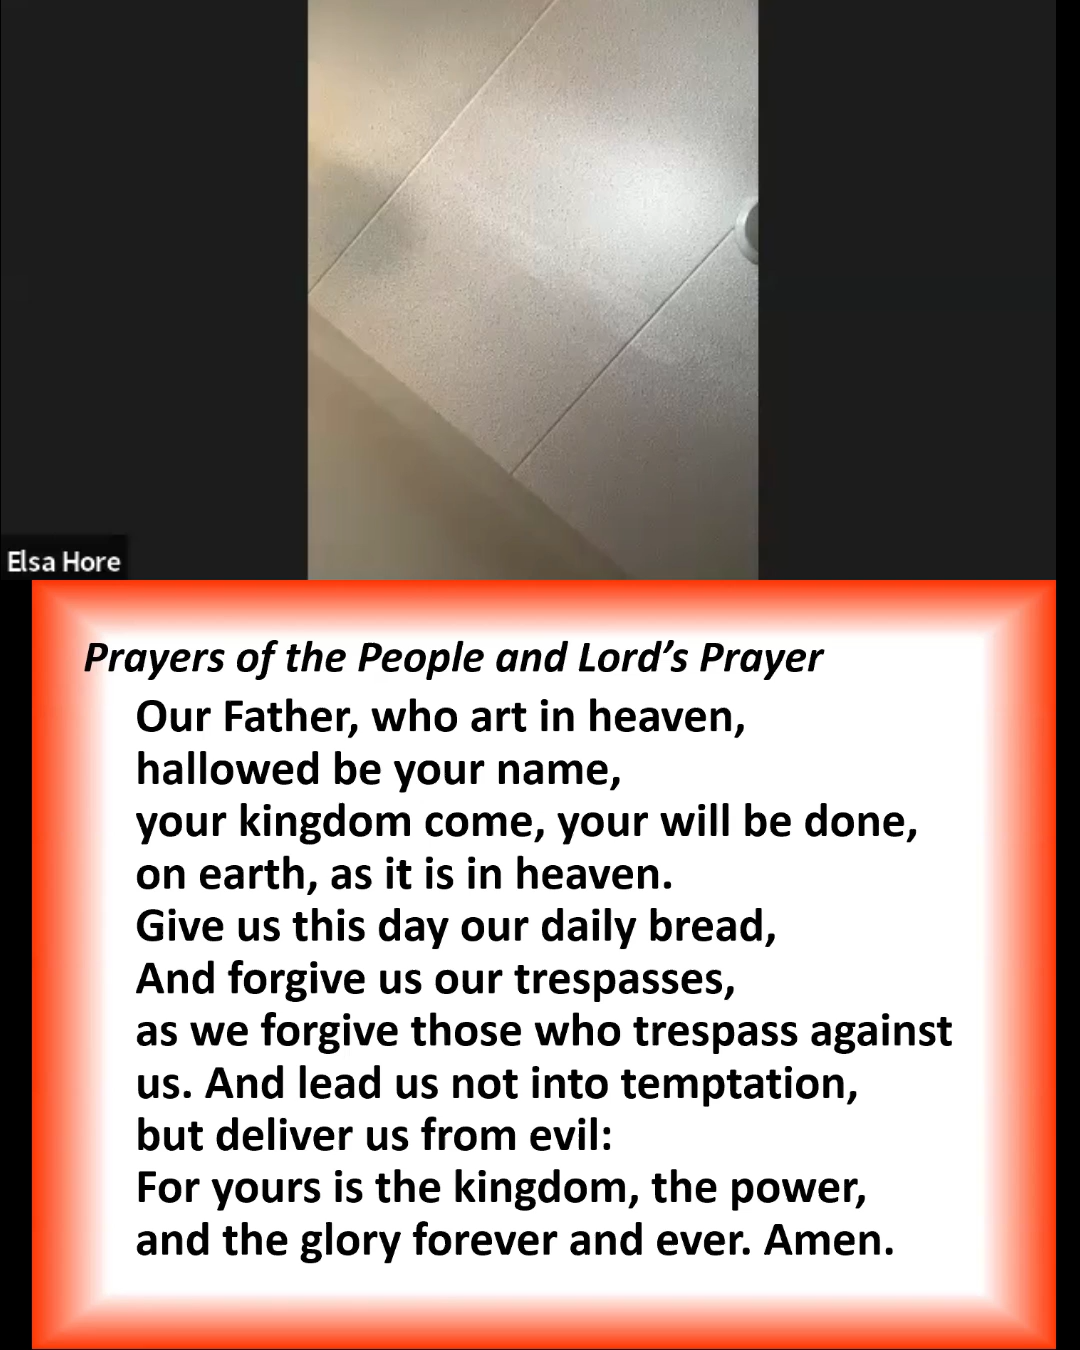 Elsa Hore
Prayers of the People and Lord’s Prayer
Our Father, who art in heaven,
hallowed be your name,
your kingdom come, your will be done,
on earth, as it is in heaven.
Give us this day our daily bread,
And forgive us our trespasses,
as we forgive those who trespass against
us. And lead us not into temptation,
but deliver us from evil:
For yours is the kingdom, the power,
and the glory forever and ever. Amen.